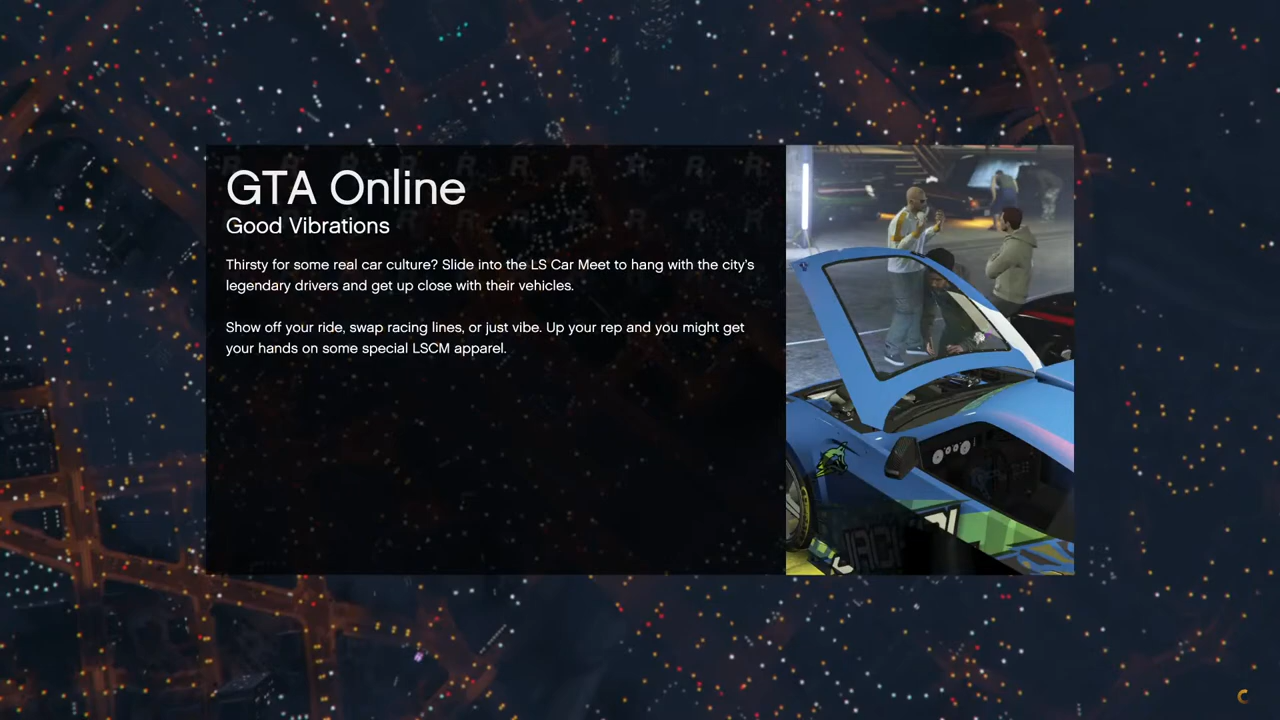 GTA Online
Good Vibrations
Thirsty for some real car culture? Slide into the LS Car Meet to hang with the city's
legendary drivers and get up close with their vehicles.
Show off your ride, swap racing lines, or just vibe. Up your rep and you might get
your hands on some special LSCM apparel.